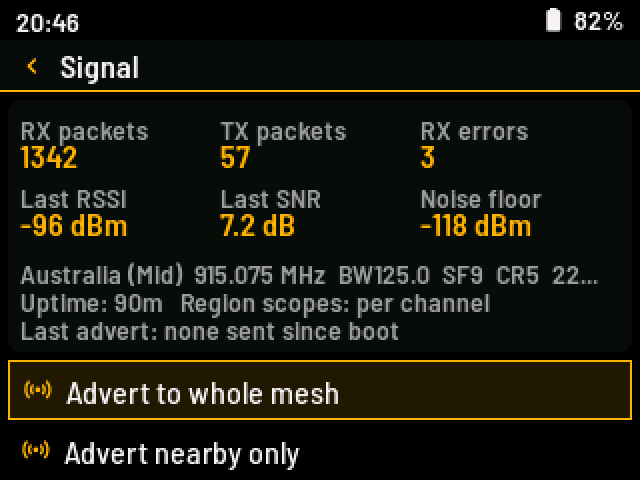 20:46 82%
Signal
RX packets TX packets RX errors
1342 57 3
Last RSSI Last SNR Noise floor
-96 dBm 7.2 dB -118 dBm
Australia (Mid) 915.075 MHz BW125.0 SF9 CR5 22...
Uptime: 90m Region scopes: per channel
Last advert: none sent since boot
Advert to whole mesh
Advert nearby only